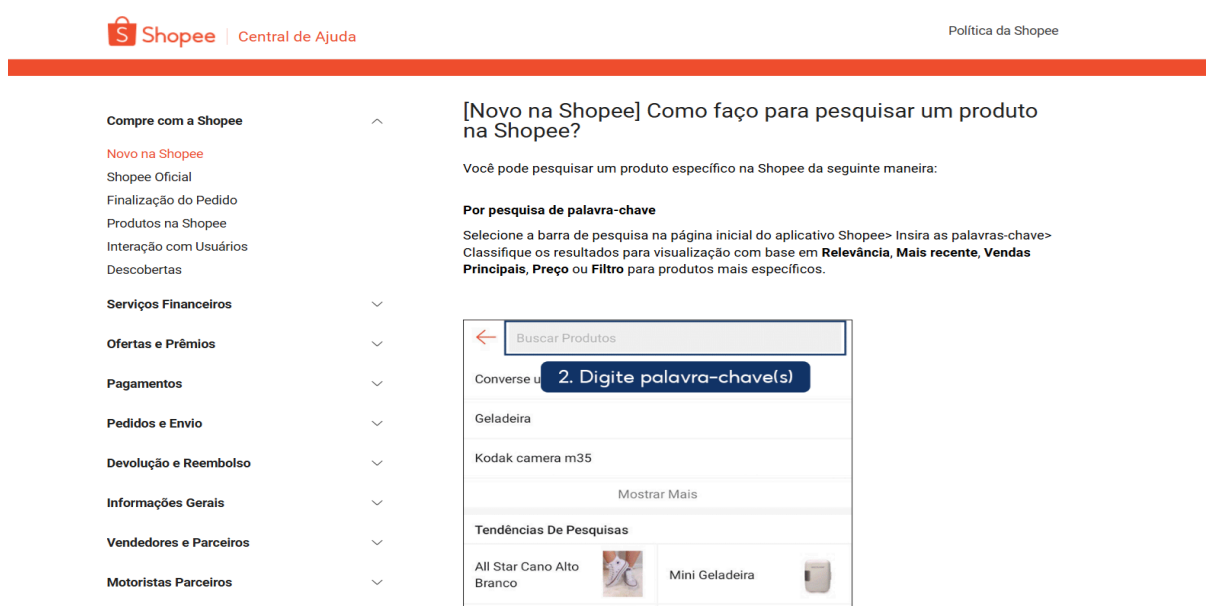 Shopee
Central de Ajuda
Política da Shopee
Compre com a Shopee
Novo na Shopee
Shopee Oficial
Finalização do Pedido
Produtos na Shopee
Interação com Usuários
Descobertas
Serviços Financeiros
Ofertas e Prêmios
Pagamentos
Pedidos e Envio
Devolução e Reembolso
Informações Gerais
Vendedores e Parceiros
Motoristas Parceiros
[Novo na Shopee] Como faço para pesquisar um produto
na Shopee?
Você pode pesquisar um produto específico na Shopee da seguinte maneira:
Por pesquisa de palavra-chave
Selecione a barra de pesquisa na página inicial do aplicativo Shopee> Insira as palavras-chave>
Classifique os resultados para visualização com base em Relevância, Mais recente, Vendas
Principais, Preço ou Filtro para produtos mais específicos.
Buscar Produtos
2. Digite palavra-chave(s)
Converse u
Geladeira
Kodak camera m35
Mostrar Mais
Tendências De Pesquisas
All Star Cano Alto
Branco
Mini Geladeira